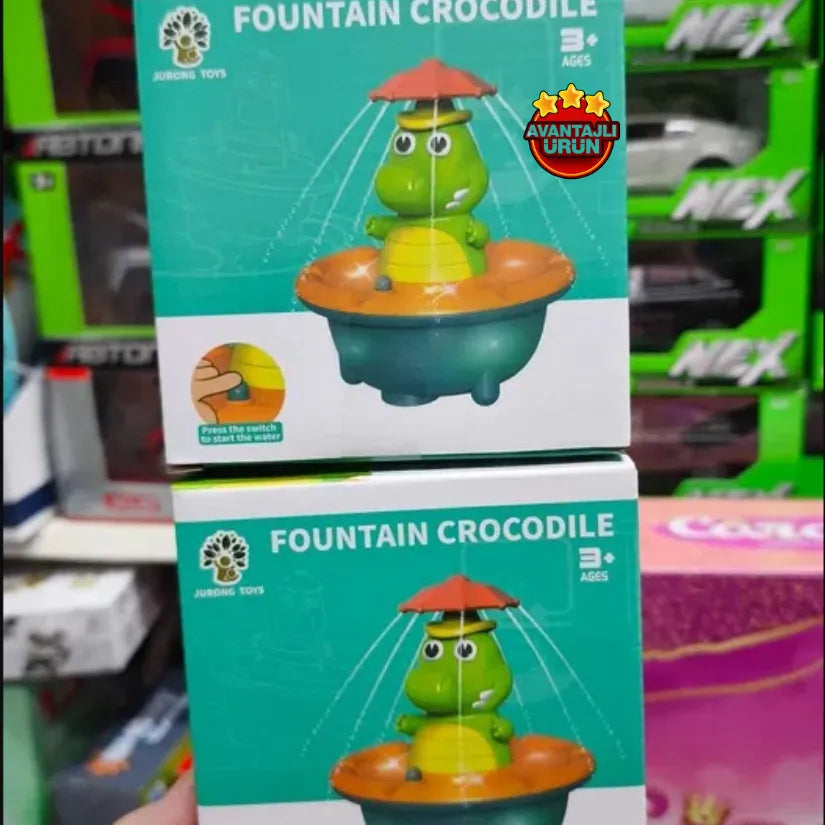 FOUNTAIN CROCODILE
JURONG TOYS
3+
AGES
AVANTAJLI
ÜRÜN
NEX
NEX
NEX
NEX
Press the switch
to start the water
FOUNTAIN CROCODILE
JURONG TOYS
3+
AGES